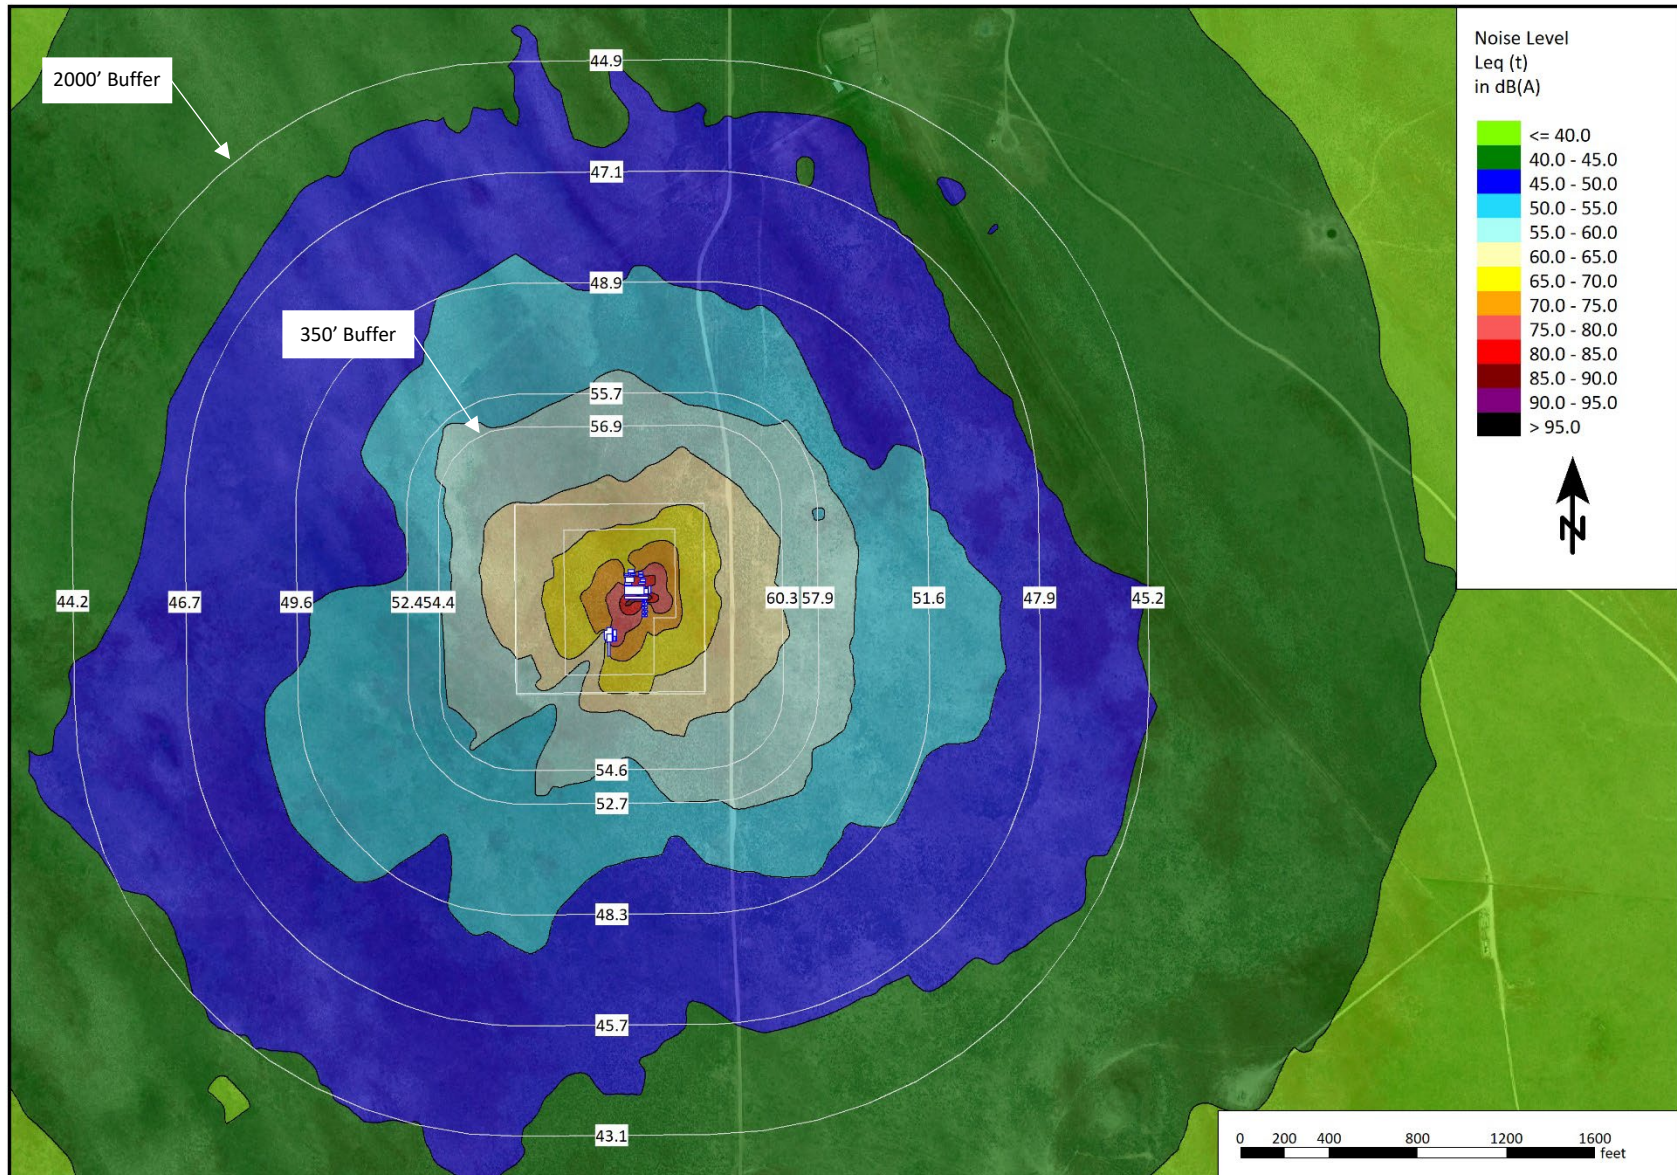 2000' Buffer
350' Buffer
44.9
47.1
48.9
55.7
56.9
44.2
46.7
49.6
52.4
54.4
60.3
57.9
51.6
47.9
45.2
54.6
52.7
48.3
45.7
43.1
Noise Level
Leq (t)
in dB(A)
<= 40.0
40.0 - 45.0
45.0 - 50.0
50.0 - 55.0
55.0 - 60.0
60.0 - 65.0
65.0 - 70.0
70.0 - 75.0
75.0 - 80.0
80.0 - 85.0
85.0 - 90.0
90.0 - 95.0
> 95.0
N
0 200 400 800 1200 1600
feet